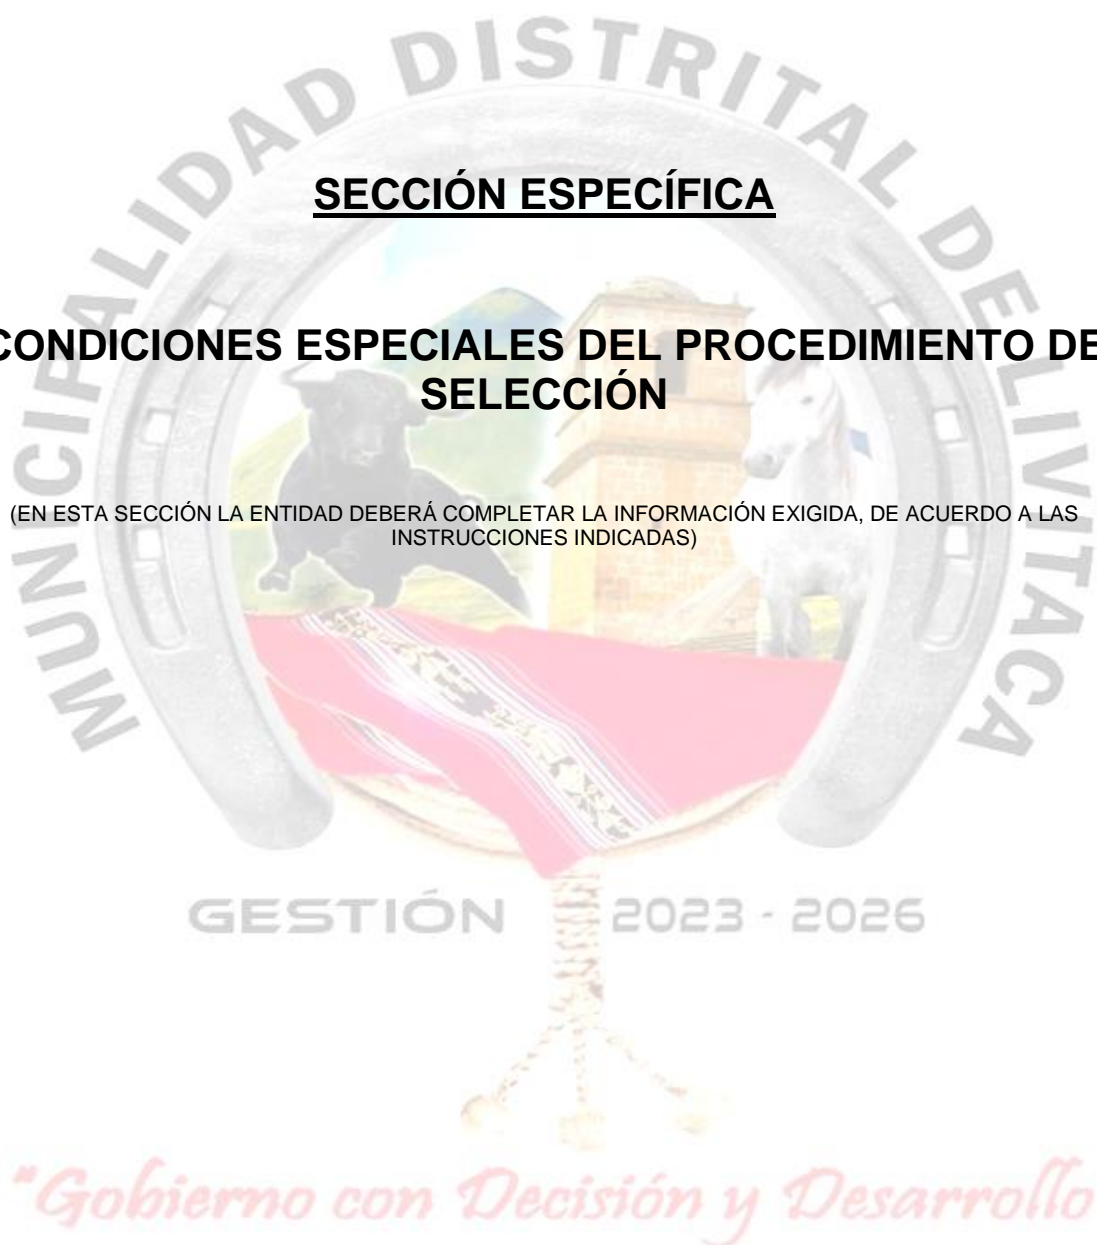 MUNICIPALIDAD DISTRITAL DE LIVITACA
SECCIÓN ESPECÍFICA
CONDICIONES ESPECIALES DEL PROCEDIMIENTO DE
SELECCIÓN
(EN ESTA SECCIÓN LA ENTIDAD DEBERÁ COMPLETAR LA INFORMACIÓN EXIGIDA, DE ACUERDO A LAS
INSTRUCCIONES INDICADAS)
GESTIÓN 2023 - 2026
"Gobierno con Decisión y Desarrollo